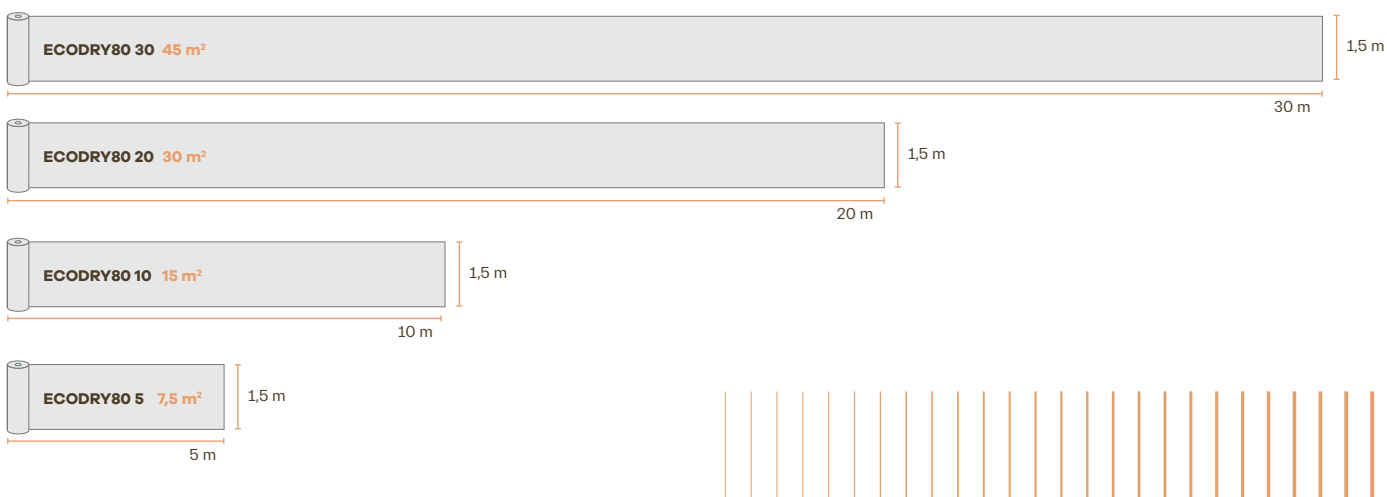 ECODRY80 30 45 m²
1,5 m
30 m
ECODRY80 20 30 m²
1,5 m
20 m
ECODRY80 10 15 m²
1,5 m
10 m
ECODRY80 5 7,5 m²
1,5 m
5 m